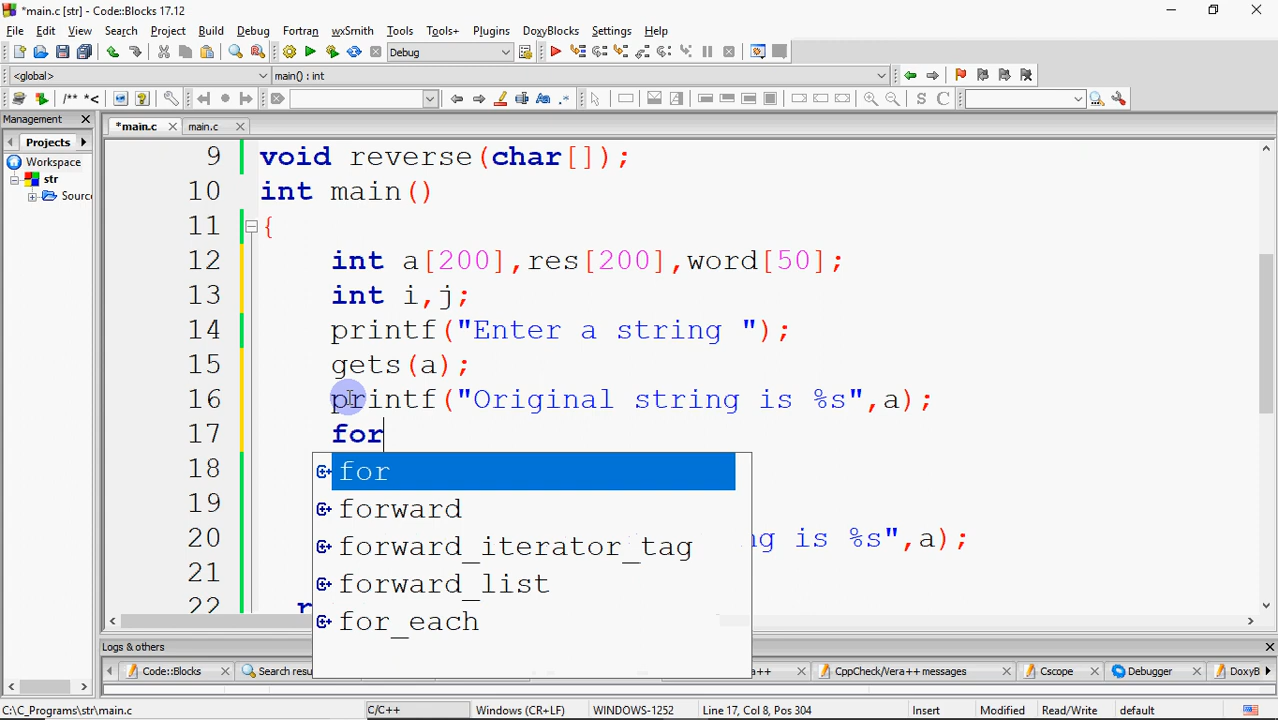 *main.c [str] - Code::Blocks 17.12
File Edit View Search Project Build Debug Fortran wxSmith Tools Tools+ Plugins DoxyBlocks Settings Help
Debug
<global> main() : int
/** *< S C
Management
*main.c main.c
Projects
Workspace
str
Sourc
9 void reverse(char[]);
10 int main()
11 {
12 int a[200],res[200],word[50];
13 int i,j;
14 printf("Enter a string ");
15 gets(a);
16 printf("Original string is %s",a);
17 for
18
19
20 ng is %s",a);
21
22 r
for
forward
forward_iterator_tag
forward_list
for_each
Logs & others
Code::Blocks Search resu ++ CppCheck/Vera++ messages Cscope Debugger DoxyB
C:\C_Programs\str\main.c C/C++ Windows (CR+LF) WINDOWS-1252 Line 17, Col 8, Pos 304 Insert Modified Read/Write default